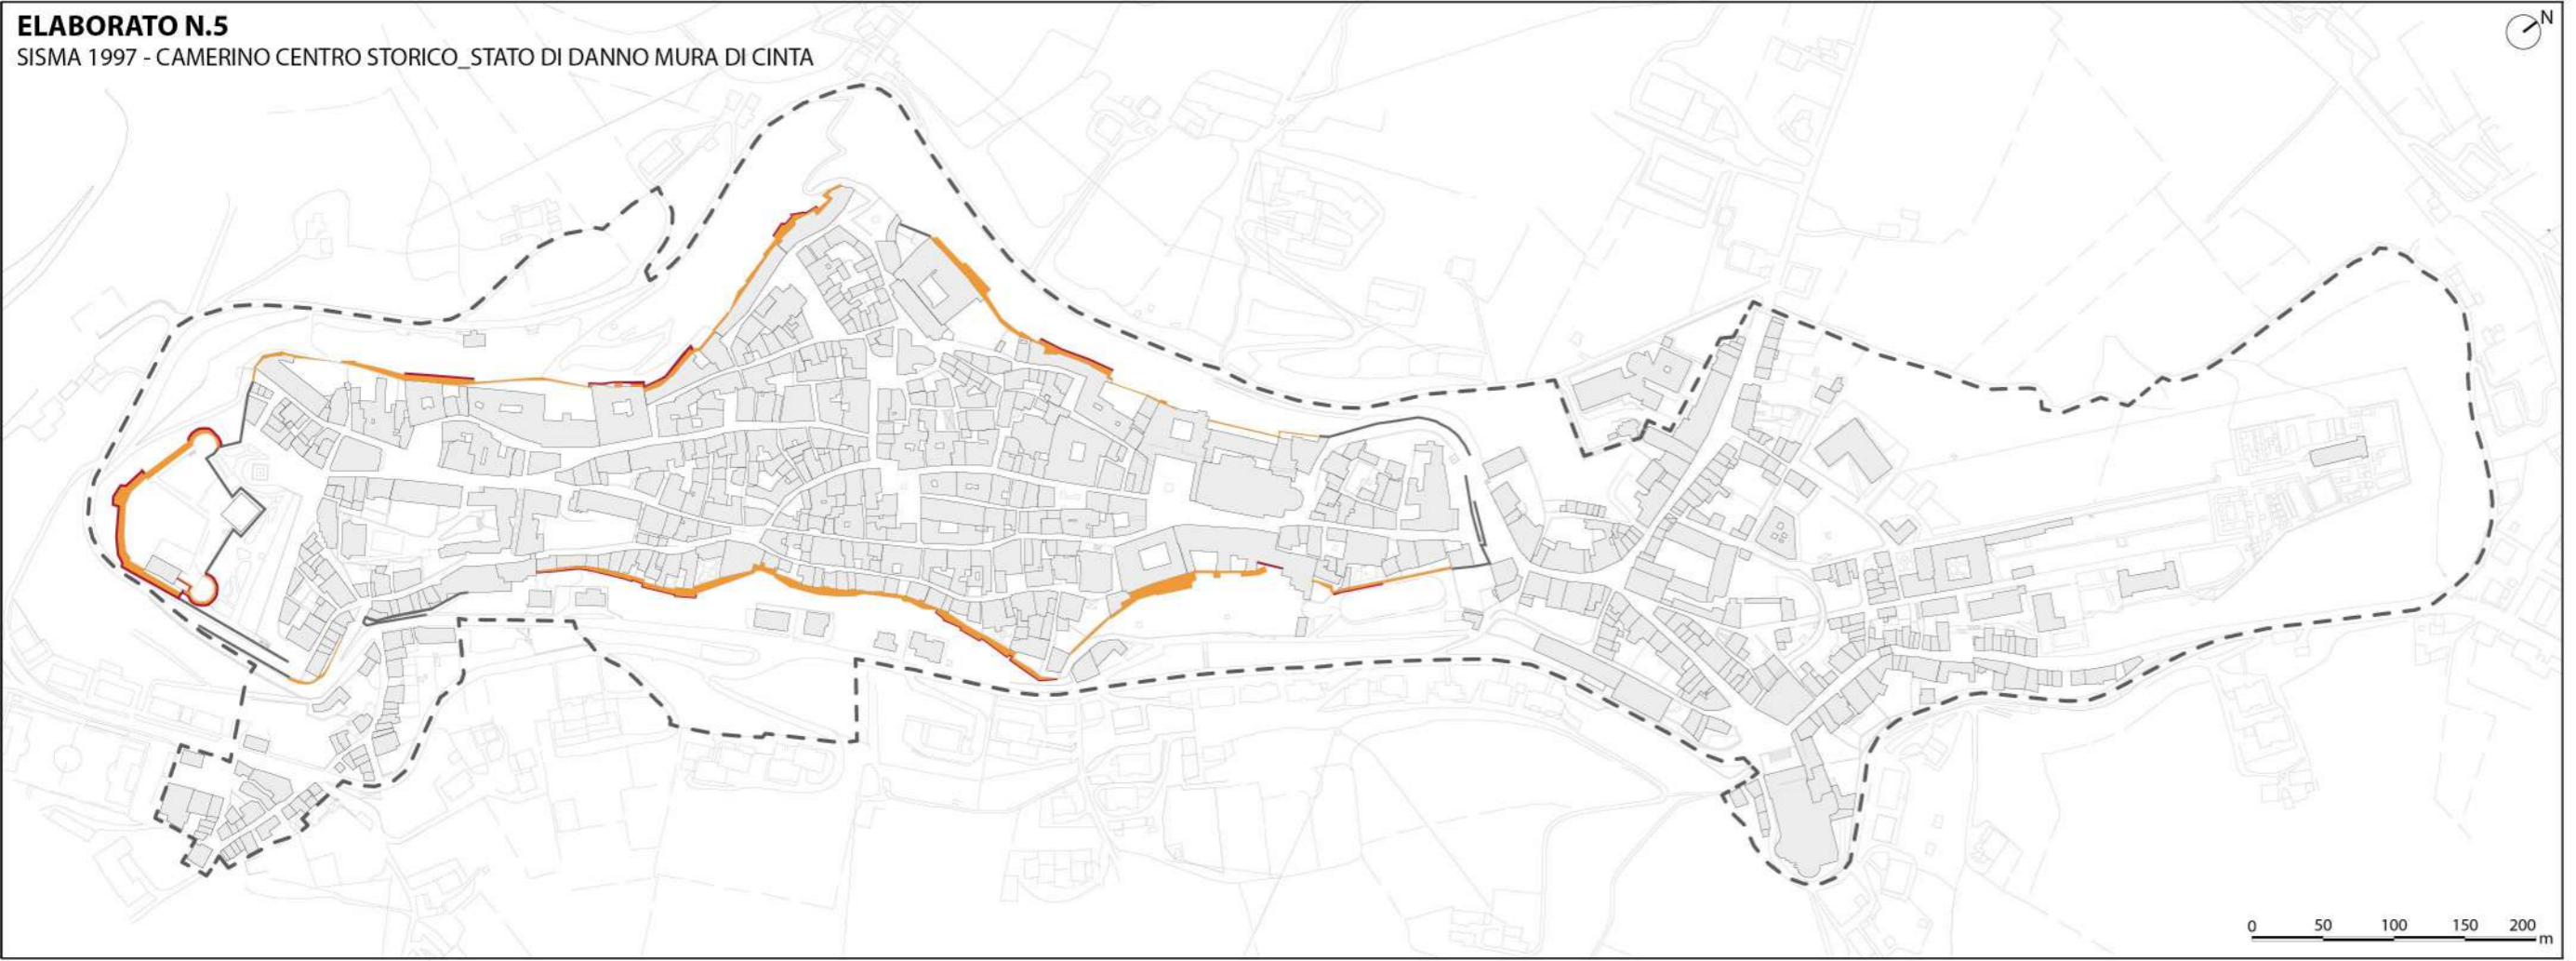 ELABORATO N.5
SISMA 1997 - CAMERINO CENTRO STORICO_STATO DI DANNO MURA DI CINTA
N
0 50 100 150 200
m